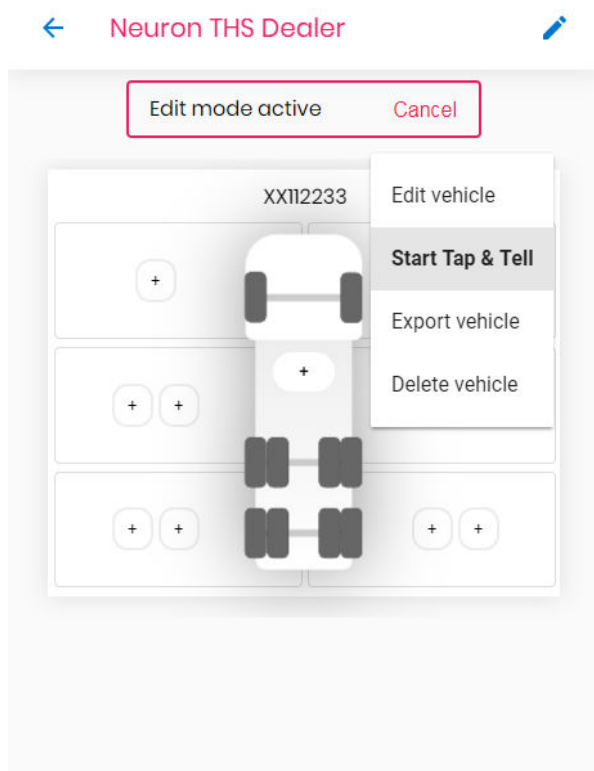 Neuron THS Dealer
Edit mode active Cancel
XX112233
Edit vehicle
Start Tap & Tell
Export vehicle
Delete vehicle
+
+
+ +
+ +
+ +